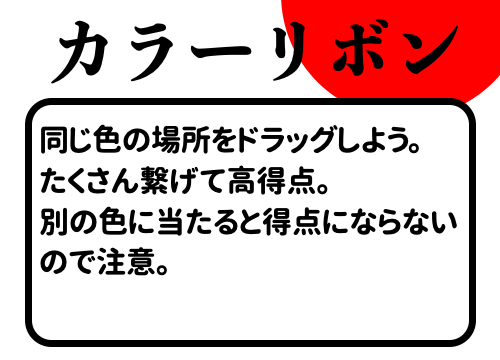 カラーリボン
同じ色の場所をドラッグしよう。
たくさん繋げて高得点。
別の色に当たると得点にならない
ので注意。